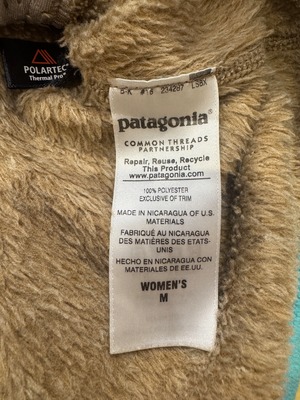 POLARTEC®
Thermal Pro®
patagonia®
COMMON THREADS
PARTNERSHIP
Repair, Reuse, Recycle
This Product
www.patagonia.com
100% POLYESTER
EXCLUSIVE OF TRIM
MADE IN NICARAGUA OF U.S.
MATERIALS
FABRIQUÉ AU NICARAGUA
DES MATIÈRES DES ETATS-
UNIS
HECHO EN NICARAGUA CON
MATERIALES DE EE.UU.
WOMEN'S
M